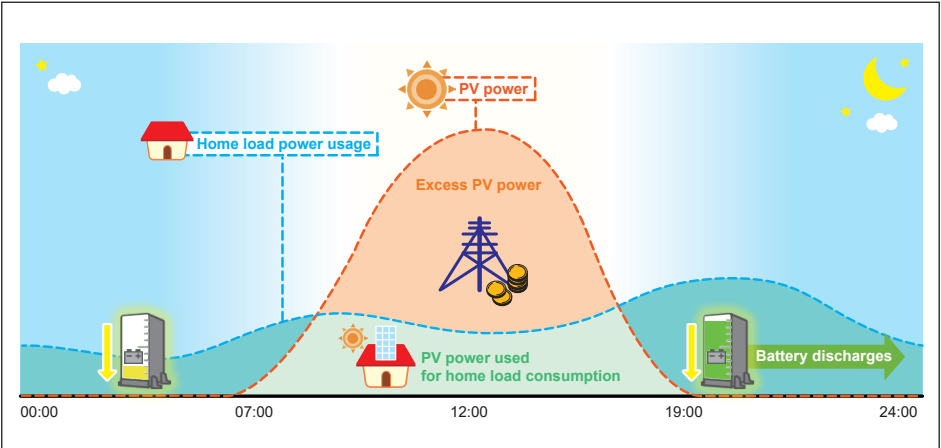 PV power
Home load power usage
Excess PV power
PV power used
for home load consumption
Battery discharges
00:00
07:00
12:00
19:00
24:00